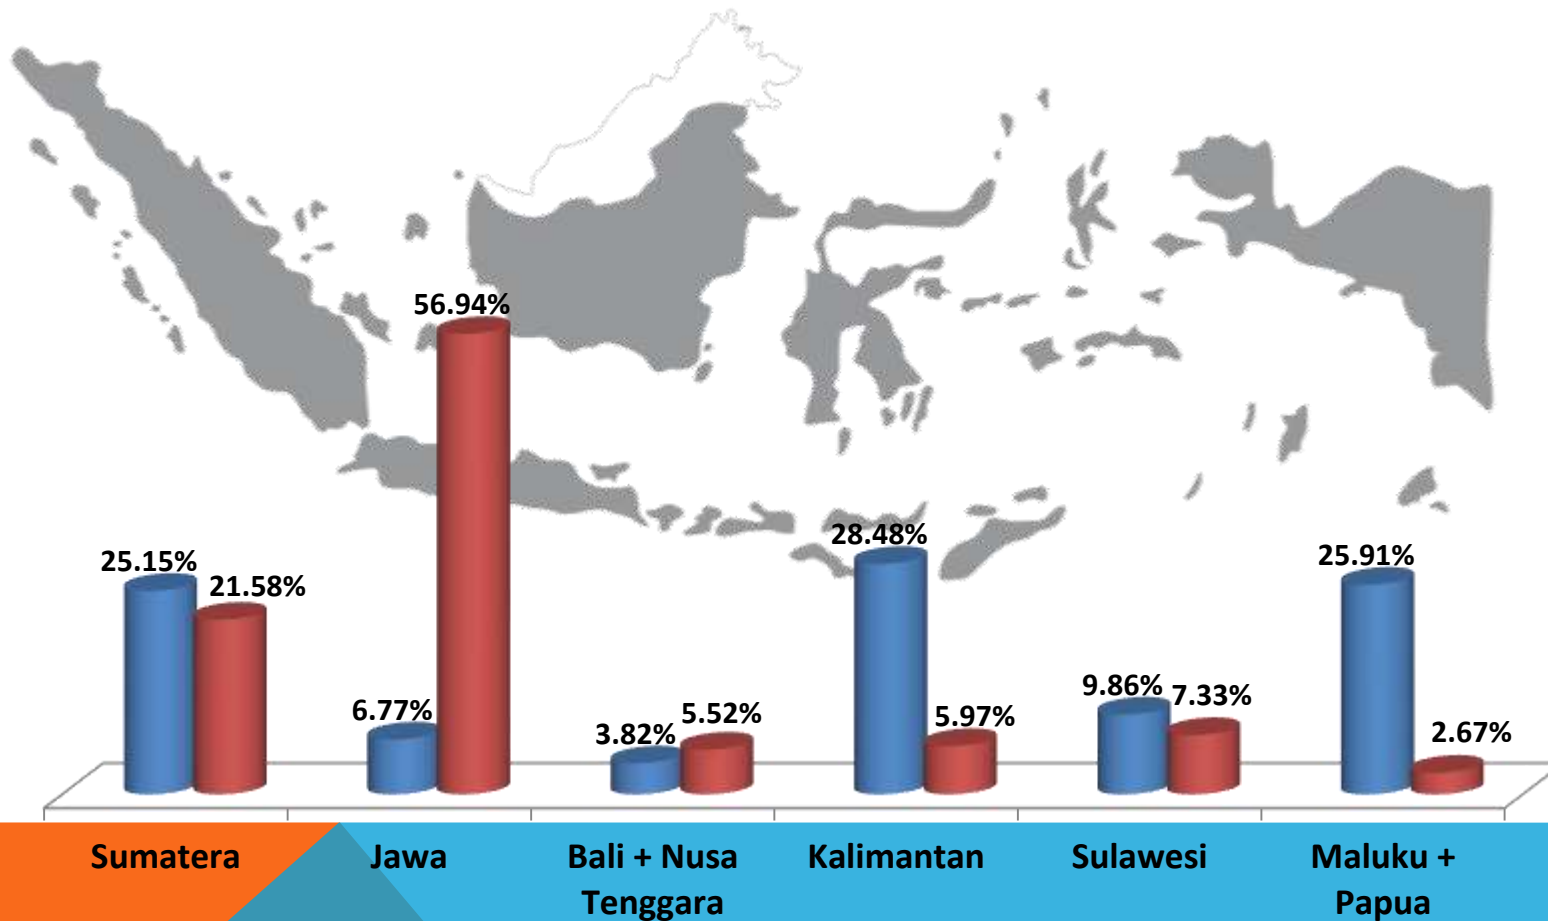 56.94%
25.15%
21.58%
28.48%
25.91%
6.77%
3.82%
5.52%
5.97%
9.86%
7.33%
2.67%
Sumatera
Jawa
Bali + Nusa
Tenggara
Kalimantan
Sulawesi
Maluku +
Papua